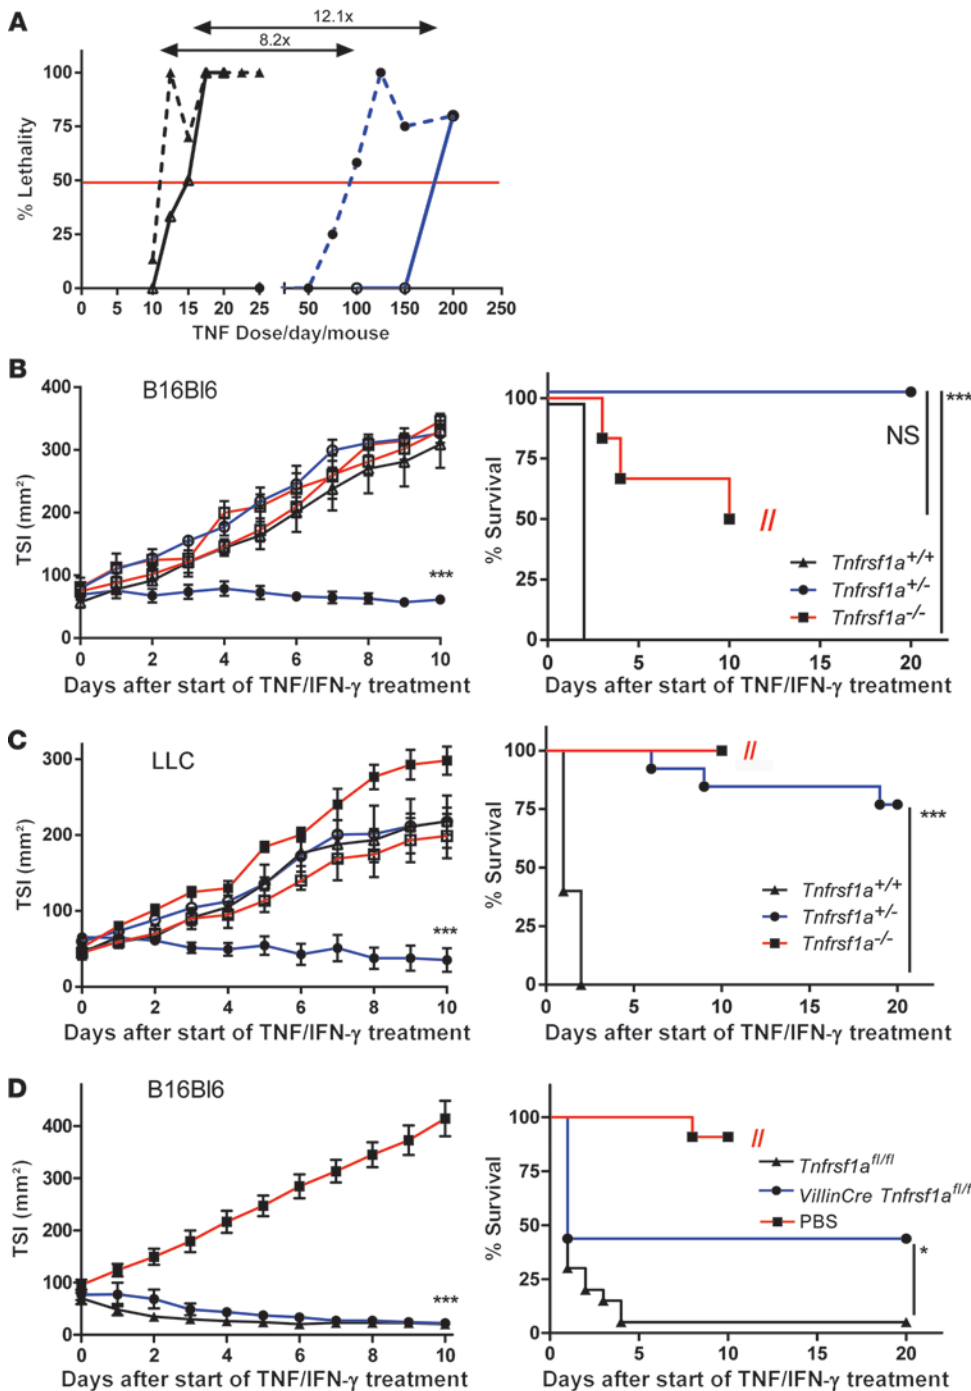 A
12.1x
8.2x
% Lethality
100
75
50
25
0
0 5 10 15 20 25 50 100 150 200 250
TNF Dose/day/mouse
B
B16Bl6
TSI (mm²)
400
300
200
100
0
0 2 4 6 8 10
***
Days after start of TNF/IFN-γ treatment
% Survival
100
75
50
25
0
0 5 10 15 20
***
NS
//
Tnfrsf1a+/+
Tnfrsf1a+/-
Tnfrsf1a-/-
Days after start of TNF/IFN-γ treatment
C
LLC
TSI (mm²)
300
200
100
0
0 2 4 6 8 10
***
Days after start of TNF/IFN-γ treatment
% Survival
100
75
50
25
0
0 5 10 15 20
//
***
Tnfrsf1a+/+
Tnfrsf1a+/-
Tnfrsf1a-/-
Days after start of TNF/IFN-γ treatment
D
B16Bl6
TSI (mm²)
400
300
200
100
0
0 2 4 6 8 10
***
Days after start of TNF/IFN-γ treatment
% Survival
100
75
50
25
0
0 5 10 15 20
//
Tnfrsf1afl/fl
VillinCre Tnfrsf1afl/f
PBS
*
Days after start of TNF/IFN-γ treatment